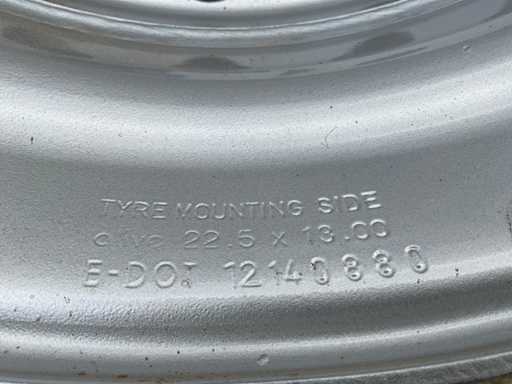 TYRE MOUNTING SIDE
22.5 x 13.00
E-DOT 12140880